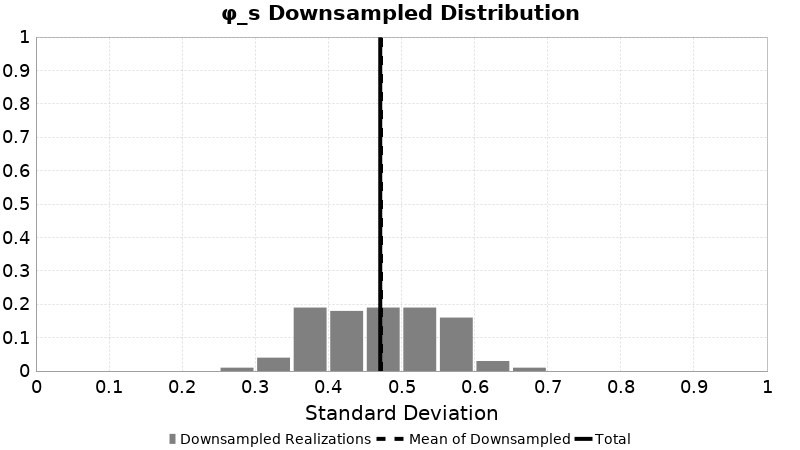 φ_s Downsampled Distribution
1
0.9
0.8
0.7
0.6
0.5
0.4
0.3
0.2
0.1
0
0 0.1 0.2 0.3 0.4 0.5 0.6 0.7 0.8 0.9 1
Standard Deviation
Downsampled Realizations Mean of Downsampled Total